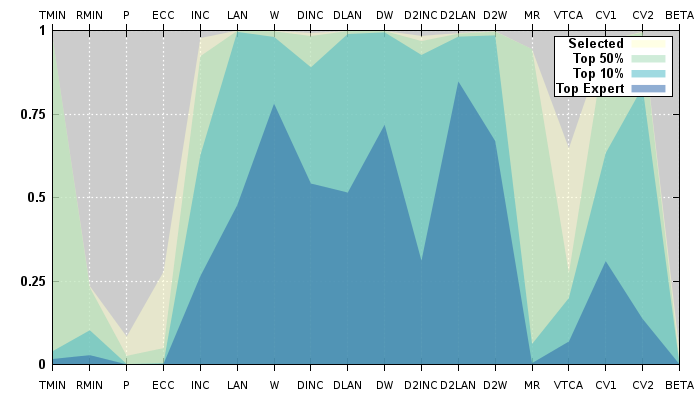 TMIN RMIN P ECC INC LAN W DINC DLAN DW D2INC D2LAN D2W MR VTCA CV1 CV2 BETA
1
Selected
Top 50%
Top 10%
Top Expert
0.75
0.5
0.25
0
TMIN RMIN P ECC INC LAN W DINC DLAN DW D2INC D2LAN D2W MR VTCA CV1 CV2 BETA